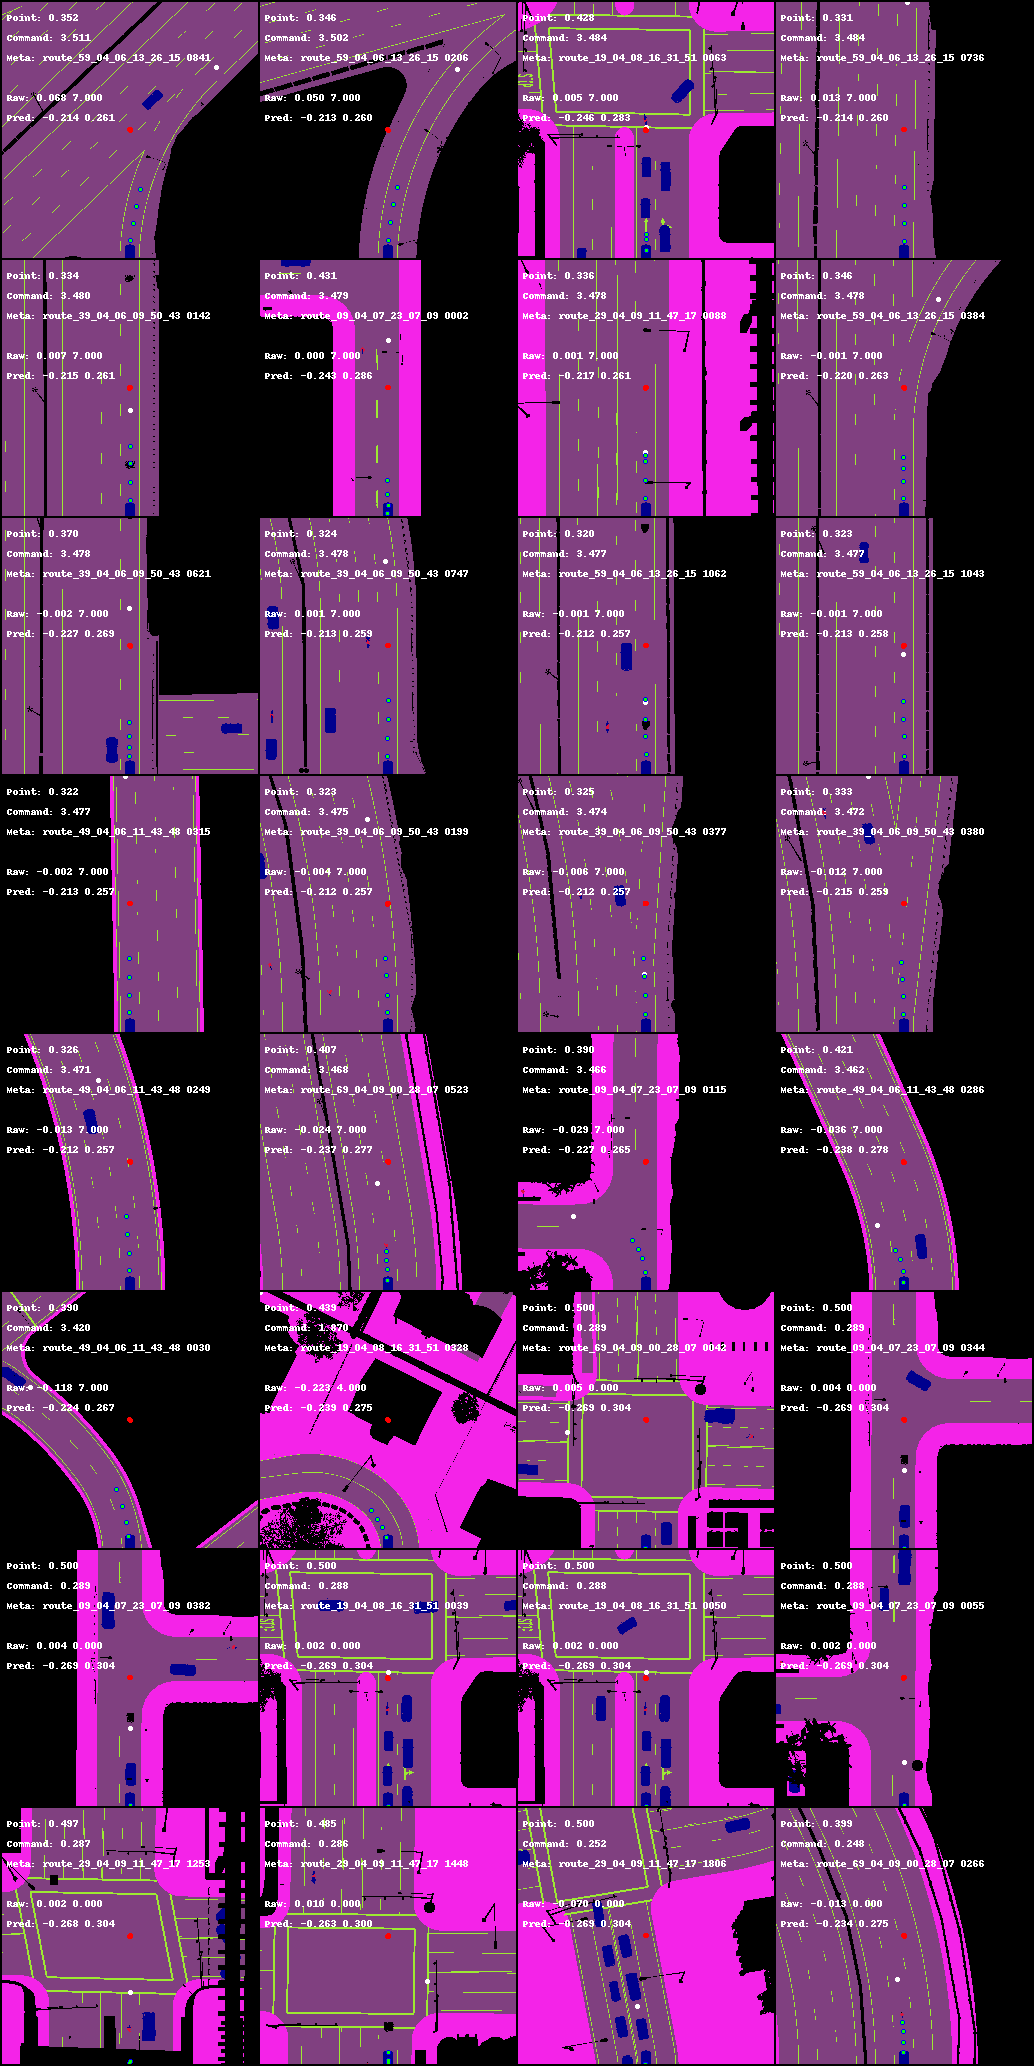 Point: 0.352
Command: 3.511
Meta: route_59_04_06_13_26_15 0841
Raw: 0.068 7.000
Pred: -0.214 0.261
Point: 0.346
Command: 3.502
Meta: route_59_04_06_13_26_15 0206
Raw: 0.050 7.000
Pred: -0.213 0.260
Point: 0.428
Command: 3.484
Meta: route_19_04_08_16_31_51 0063
Raw: 0.005 7.000
Pred: -0.246 0.283
Point: 0.331
Command: 3.484
Meta: route_59_04_06_13_26_15 0736
Raw: 0.013 7.000
Pred: -0.214 0.260
Point: 0.334
Command: 3.480
Meta: route_39_04_06_09_50_43 0142
Raw: 0.007 7.000
Pred: -0.215 0.261
Point: 0.431
Command: 3.479
Meta: route_09_04_07_23_07_09 0002
Raw: 0.000 7.000
Pred: -0.243 0.286
Point: 0.336
Command: 3.478
Meta: route_29_04_09_11_47_17 0088
Raw: 0.001 7.000
Pred: -0.217 0.261
Point: 0.346
Command: 3.478
Meta: route_59_04_06_13_26_15 0384
Raw: -0.001 7.000
Pred: -0.220 0.263
Point: 0.370
Command: 3.478
Meta: route_39_04_06_09_50_43 0621
Raw: -0.002 7.000
Pred: -0.227 0.269
Point: 0.324
Command: 3.478
Meta: route_39_04_06_09_50_43 0747
Raw: 0.001 7.000
Pred: -0.213 0.259
Point: 0.320
Command: 3.477
Meta: route_59_04_06_13_26_15 1062
Raw: -0.001 7.000
Pred: -0.212 0.257
Point: 0.323
Command: 3.477
Meta: route_59_04_06_13_26_15 1043
Raw: -0.001 7.000
Pred: -0.213 0.258
Point: 0.322
Command: 3.477
Meta: route_49_04_06_11_43_48 0315
Raw: -0.002 7.000
Pred: -0.213 0.257
Point: 0.323
Command: 3.475
Meta: route_39_04_06_09_50_43 0199
Raw: -0.004 7.000
Pred: -0.212 0.257
Point: 0.325
Command: 3.474
Meta: route_39_04_06_09_50_43 0377
Raw: -0.006 7.000
Pred: -0.212 0.257
Point: 0.333
Command: 3.472
Meta: route_39_04_06_09_50_43 0380
Raw: -0.012 7.000
Pred: -0.215 0.259
Point: 0.326
Command: 3.471
Meta: route_49_04_06_11_43_48 0249
Raw: -0.013 7.000
Pred: -0.212 0.257
Point: 0.407
Command: 3.468
Meta: route_69_04_09_00_28_07 0523
Raw: -0.024 7.000
Pred: -0.237 0.277
Point: 0.390
Command: 3.466
Meta: route_09_04_07_23_07_09 0115
Raw: -0.029 7.000
Pred: -0.227 0.265
Point: 0.421
Command: 3.462
Meta: route_49_04_06_11_43_48 0286
Raw: -0.036 7.000
Pred: -0.238 0.278
Point: 0.390
Command: 3.420
Meta: route_49_04_06_11_43_48 0030
Raw: -0.118 7.000
Pred: -0.224 0.267
Point: 0.439
Command: 1.870
Meta: route_19_04_08_16_31_51 0328
Raw: -0.223 4.000
Pred: -0.239 0.275
Point: 0.500
Command: 0.289
Meta: route_69_04_09_00_28_07 0042
Raw: 0.005 0.000
Pred: -0.269 0.304
Point: 0.500
Command: 0.289
Meta: route_09_04_07_23_07_09 0344
Raw: 0.004 0.000
Pred: -0.269 0.304
Point: 0.500
Command: 0.289
Meta: route_09_04_07_23_07_09 0382
Raw: 0.004 0.000
Pred: -0.269 0.304
Point: 0.500
Command: 0.288
Meta: route_19_04_08_16_31_51 0039
Raw: 0.002 0.000
Pred: -0.269 0.304
Point: 0.500
Command: 0.288
Meta: route_19_04_08_16_31_51 0050
Raw: 0.002 0.000
Pred: -0.269 0.304
Point: 0.500
Command: 0.288
Meta: route_09_04_07_23_07_09 0055
Raw: 0.002 0.000
Pred: -0.269 0.304
Point: 0.497
Command: 0.287
Meta: route_29_04_09_11_47_17 1253
Raw: 0.002 0.000
Pred: -0.268 0.304
Point: 0.485
Command: 0.286
Meta: route_29_04_09_11_47_17 1448
Raw: 0.010 0.000
Pred: -0.263 0.300
Point: 0.500
Command: 0.252
Meta: route_29_04_09_11_47_17 1806
Raw: -0.070 0.000
Pred: -0.269 0.304
Point: 0.399
Command: 0.248
Meta: route_69_04_09_00_28_07 0266
Raw: -0.013 0.000
Pred: -0.234 0.275